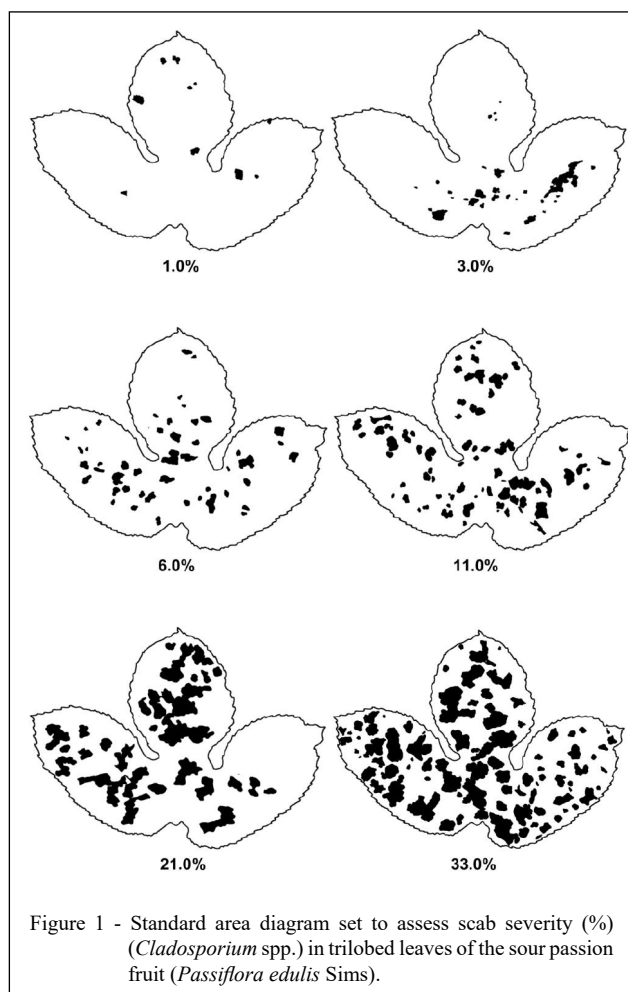 1.0%
3.0%
6.0%
11.0%
21.0%
33.0%
Figure 1 - Standard area diagram set to assess scab severity (%)
(Cladosporium spp.) in trilobed leaves of the sour passion
fruit (Passiflora edulis Sims).